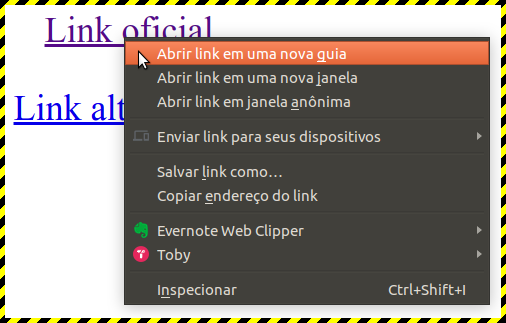 Link oficial
Abrir link em uma nova guia
Abrir link em uma nova janela
Link alt
Abrir link em janela anônima
Enviar link para seus dispositivos
Salvar link como...
Copiar endereço do link
Evernote Web Clipper
Toby
Inspecionar Ctrl+Shift+I